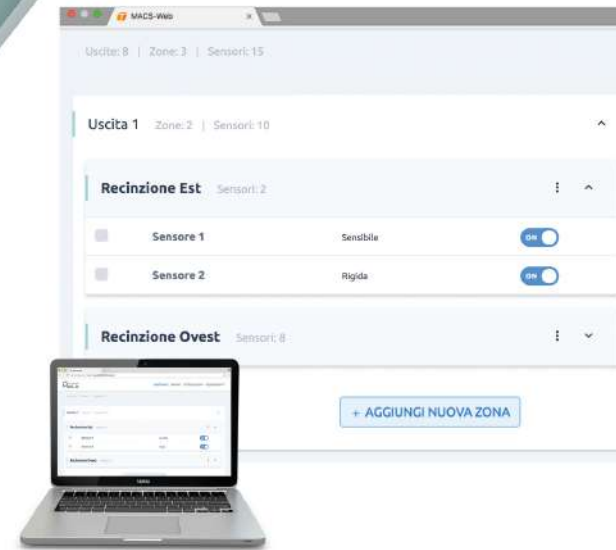 MACS-Web
Uscite: 8 | Zone: 3 | Sensori: 15
Uscita 1 Zone: 2 | Sensori: 10
Recinzione Est Sensori: 2
Sensore 1 Sensibile ON
Sensore 2 Rigida ON
Recinzione Ovest Sensori: 8
+ AGGIUNGI NUOVA ZONA